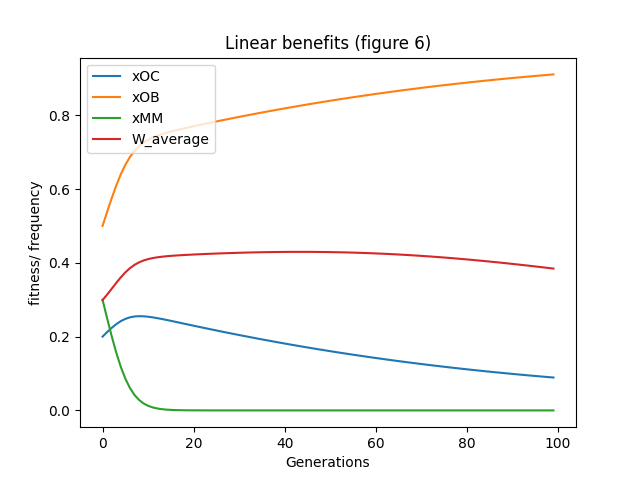 Linear benefits (figure 6)
xOC
xOB
xMM
W_average
fitness/ frequency
0.8
0.6
0.4
0.2
0.0
0 20 40 60 80 100
Generations